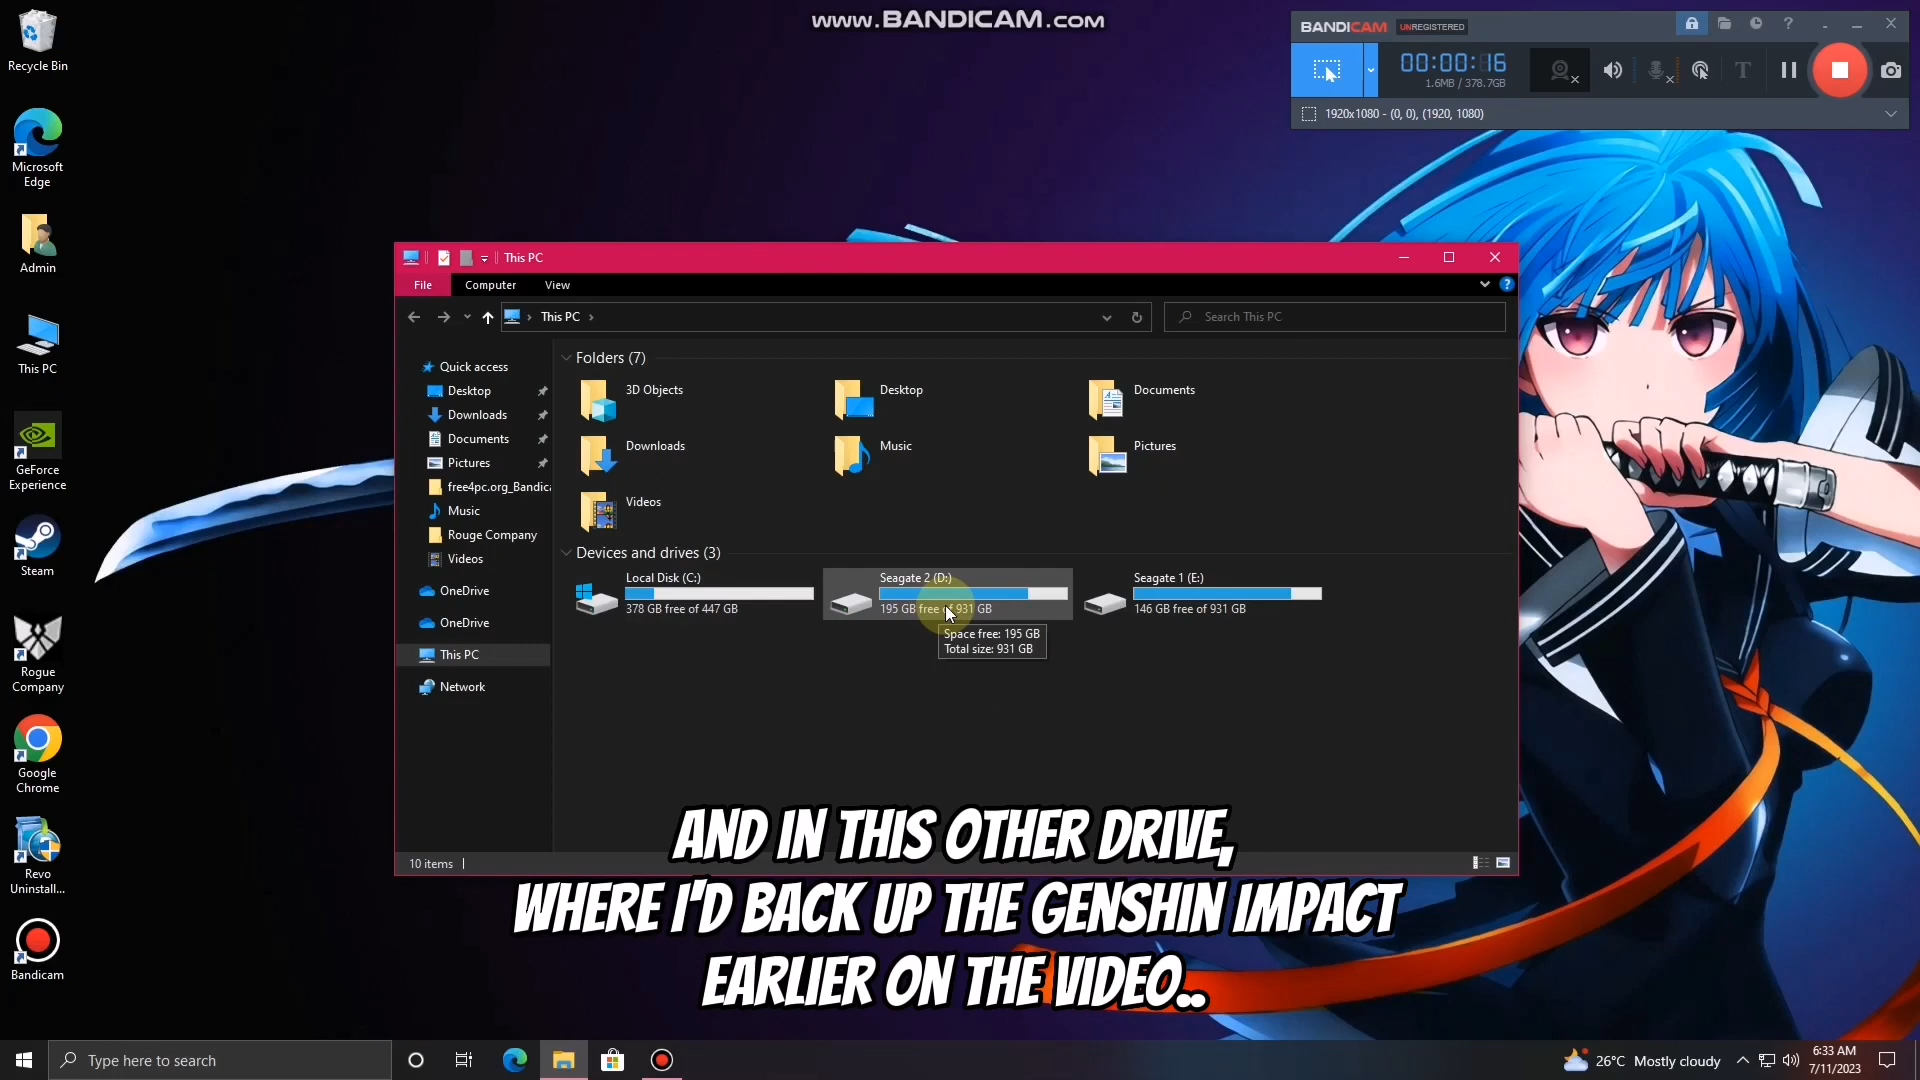 www.BANDICAM.com
Recycle Bin
Microsoft
Edge
Admin
This PC
GeForce
Experience
Steam
Rogue
Company
Google
Chrome
Revo
Uninstall...
Bandicam
BANDICAM UNREGISTERED
?
00:00:16
1.6MB / 378.7GB
T
1920x1080 - (0, 0), (1920, 1080)
This PC
File Computer View
?
This PC
Search This PC
Quick access
Desktop
Downloads
Documents
Pictures
free4pc.org_Bandica
Music
Rouge Company
Videos
OneDrive
OneDrive
This PC
Network
Folders (7)
3D Objects
Desktop
Documents
Downloads
Music
Pictures
Videos
Devices and drives (3)
Local Disk (C:)
378 GB free of 447 GB
Seagate 2 (D:)
195 GB free of 931 GB
Seagate 1 (E:)
146 GB free of 931 GB
Space free: 195 GB
Total size: 931 GB
10 items
AND IN THIS OTHER DRIVE,
WHERE I'D BACK UP THE GENSHIN IMPACT
EARLIER ON THE VIDEO..
Type here to search
26°C Mostly cloudy
6:33 AM
7/11/2023